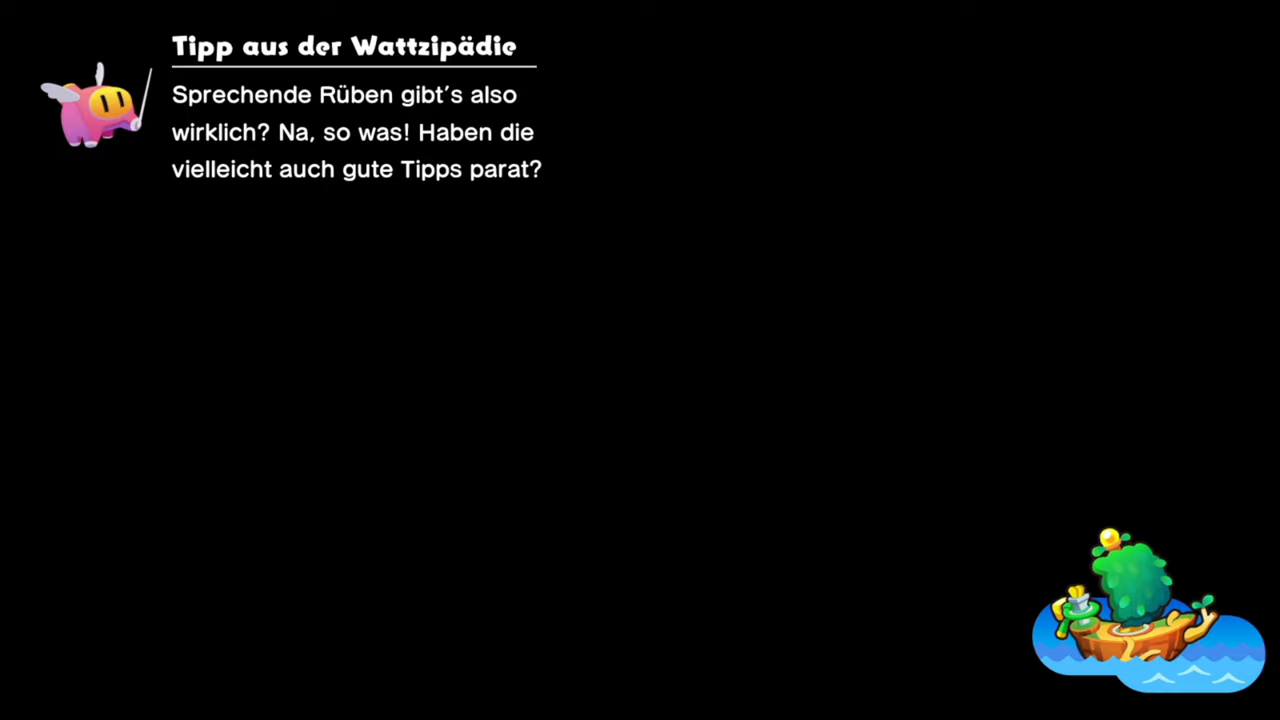 Tipp aus der Wattzipädie
Sprechende Rüben gibt's also
wirklich? Na, so was! Haben die
vielleicht auch gute Tipps parat?